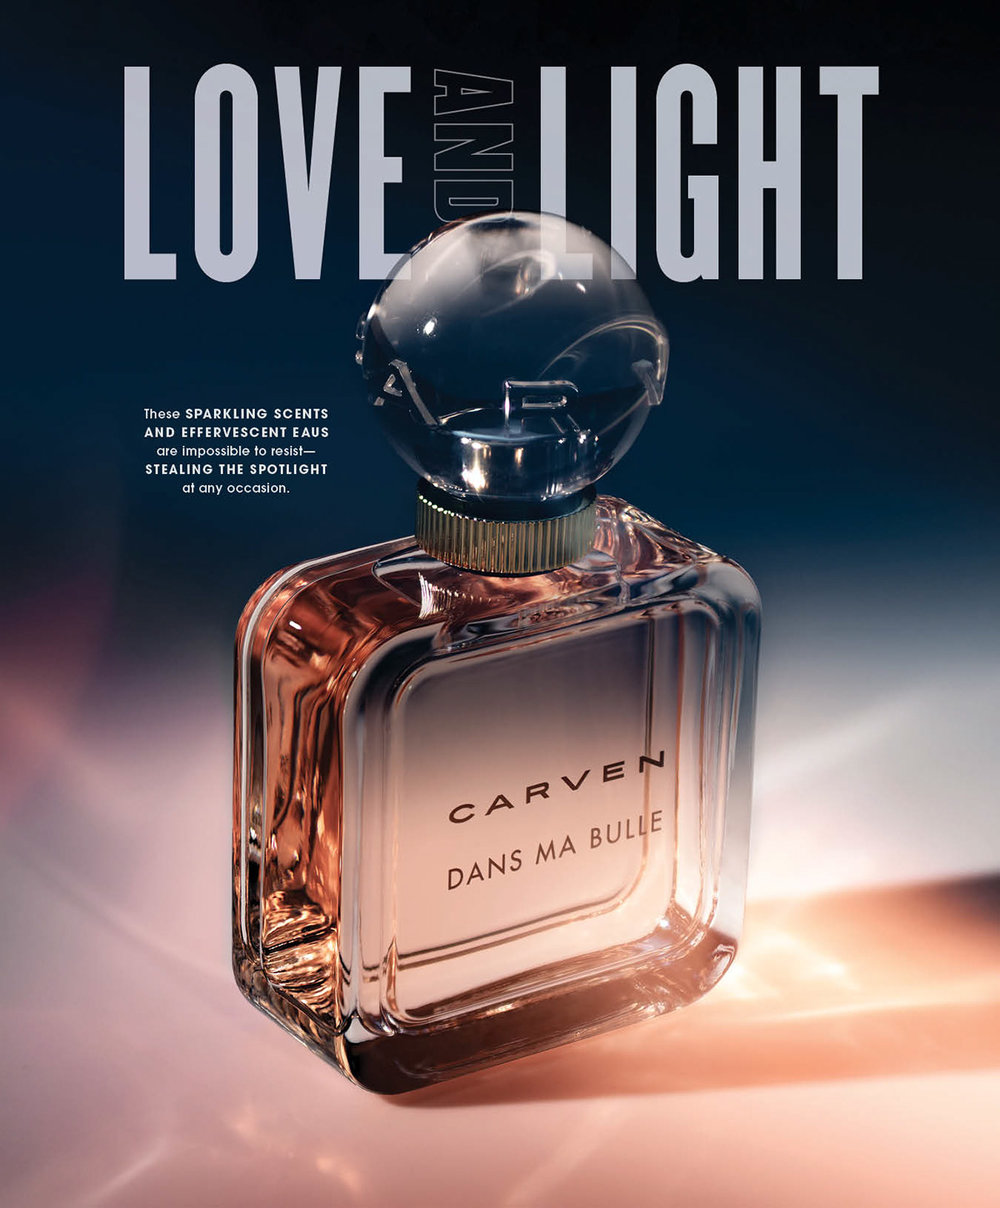 LOVE AND LIGHT
These SPARKLING SCENTS
AND EFFERVESCENT EAUS
are impossible to resist—
STEALING THE SPOTLIGHT
at any occasion.
A R
CARVEN
DANS MA BULLE